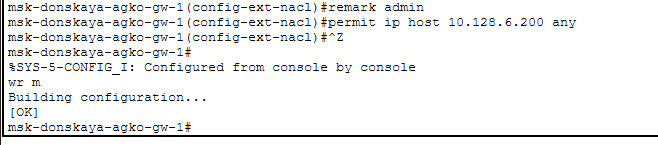 msk-donskaya-agko-gw-1(config-ext-nacl)#remark admin
msk-donskaya-agko-gw-1(config-ext-nacl)#permit ip host 10.128.6.200 any
msk-donskaya-agko-gw-1(config-ext-nacl)#^Z
msk-donskaya-agko-gw-1#
%SYS-5-CONFIG_I: Configured from console by console
wr m
Building configuration...
[OK]
msk-donskaya-agko-gw-1#